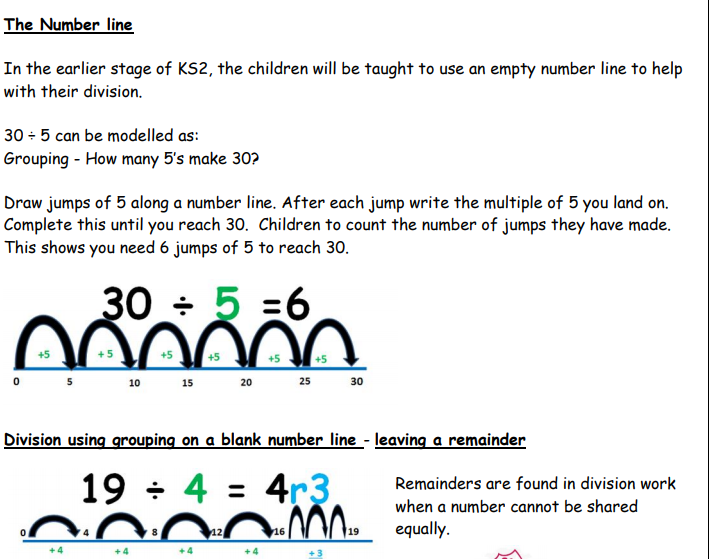 The Number line
In the earlier stage of KS2, the children will be taught to use an empty number line to help
with their division.
30 ÷ 5 can be modelled as:
Grouping - How many 5's make 30?
Draw jumps of 5 along a number line. After each jump write the multiple of 5 you land on.
Complete this until you reach 30.  Children to count the number of jumps they have made.
This shows you need 6 jumps of 5 to reach 30.
30 ÷ 5 =6
+5 +5 +5 +5 +5 +5
0 5 10 15 20 25 30
Division using grouping on a blank number line - leaving a remainder
19 ÷ 4 = 4r3
0 4 8 12 16 19
+4 +4 +4 +4 +3
Remainders are found in division work
when a number cannot be shared
equally.